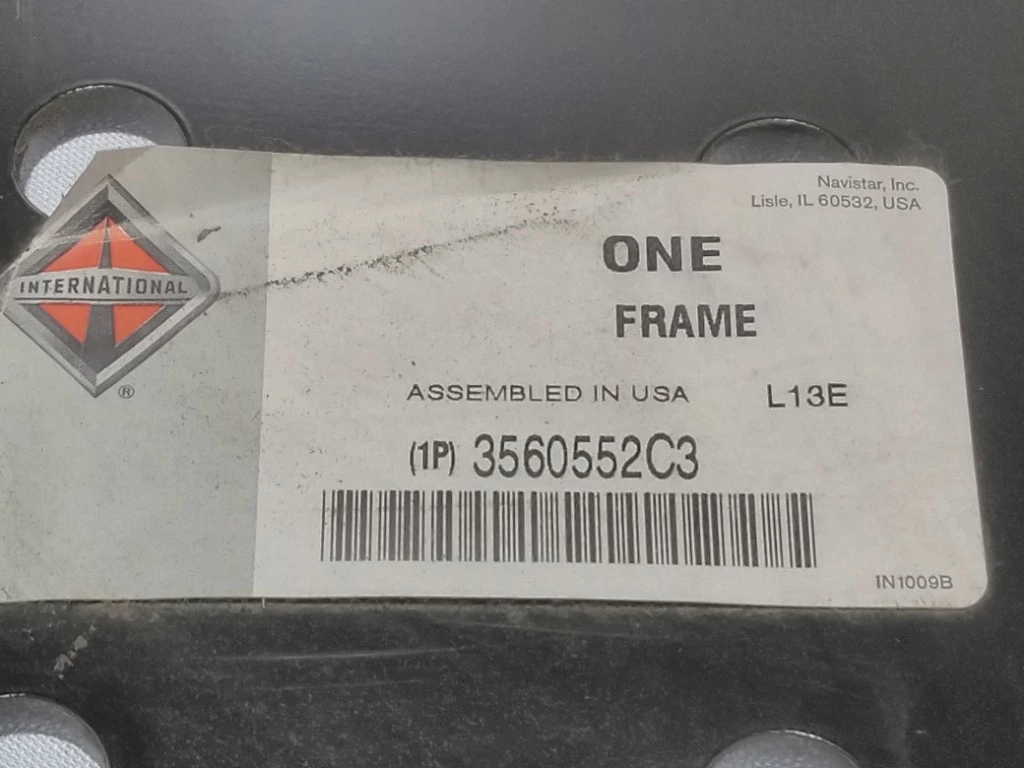 Navistar, Inc.
Lisle, IL 60532, USA
ONE
FRAME
INTERNATIONAL
®
ASSEMBLED IN USA L13E
(1P) 3560552C3
IN1009B